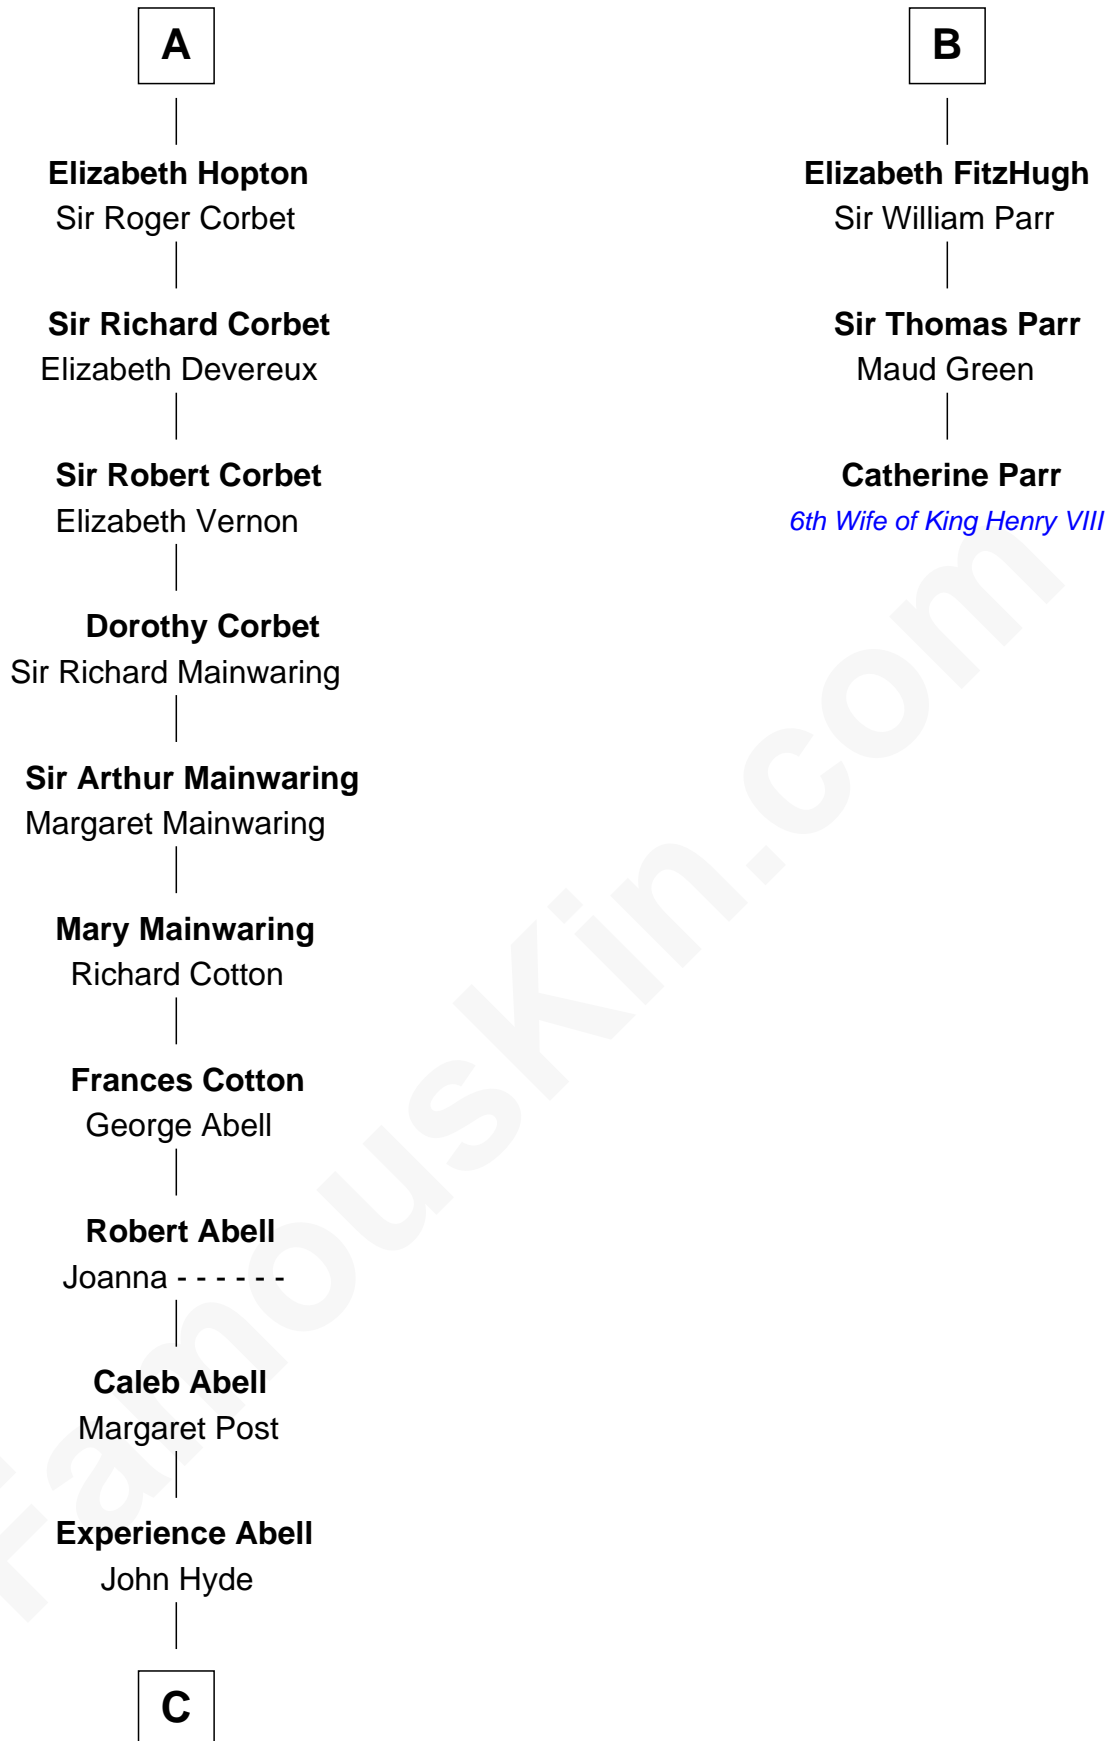 A
Elizabeth Hopton
Sir Roger Corbet
Sir Richard Corbet
Elizabeth Devereux
Sir Robert Corbet
Elizabeth Vernon
Dorothy Corbet
Sir Richard Mainwaring
Sir Arthur Mainwaring
Margaret Mainwaring
Mary Mainwaring
Richard Cotton
Frances Cotton
George Abell
Robert Abell
Joanna - - - - - -
Caleb Abell
Margaret Post
Experience Abell
John Hyde
C
B
Elizabeth FitzHugh
Sir William Parr
Sir Thomas Parr
Maud Green
Catherine Parr
6th Wife of King Henry VIII
FamousKin.com